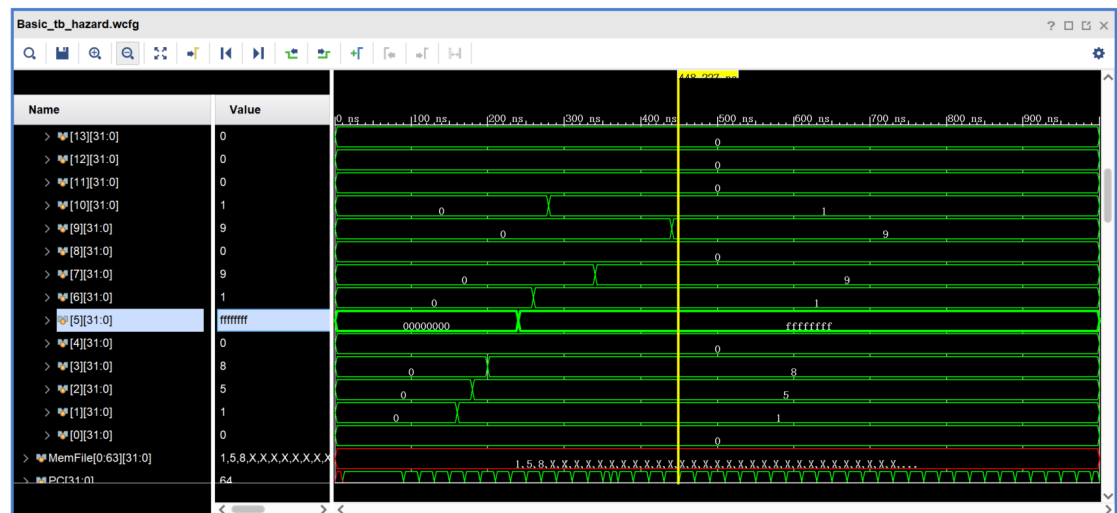 Basic_tb_hazard.wcfg
448.227 ns
Name Value 0 ns 100 ns 200 ns 300 ns 400 ns 500 ns 600 ns 700 ns 800 ns 900 ns
[13][31:0] 0 0
[12][31:0] 0 0
[11][31:0] 0 0
[10][31:0] 1 0 1
[9][31:0] 9 0 9
[8][31:0] 0 0
[7][31:0] 9 0 9
[6][31:0] 1 0 1
[5][31:0] ffffffff 00000000 ffffffff
[4][31:0] 0 0
[3][31:0] 8 0 8
[2][31:0] 5 0 5
[1][31:0] 1 0 1
[0][31:0] 0 0
MemFile[0:63][31:0] 1,5,8,X,X,X,X,X,X,X,X 1,5,8,X,X,X,X,X,X,X,X,X,X,X,X,X,X,X,X,X,X,X,X,X,X,X,X,X,X,X,X,X...
PC[31:0] 64